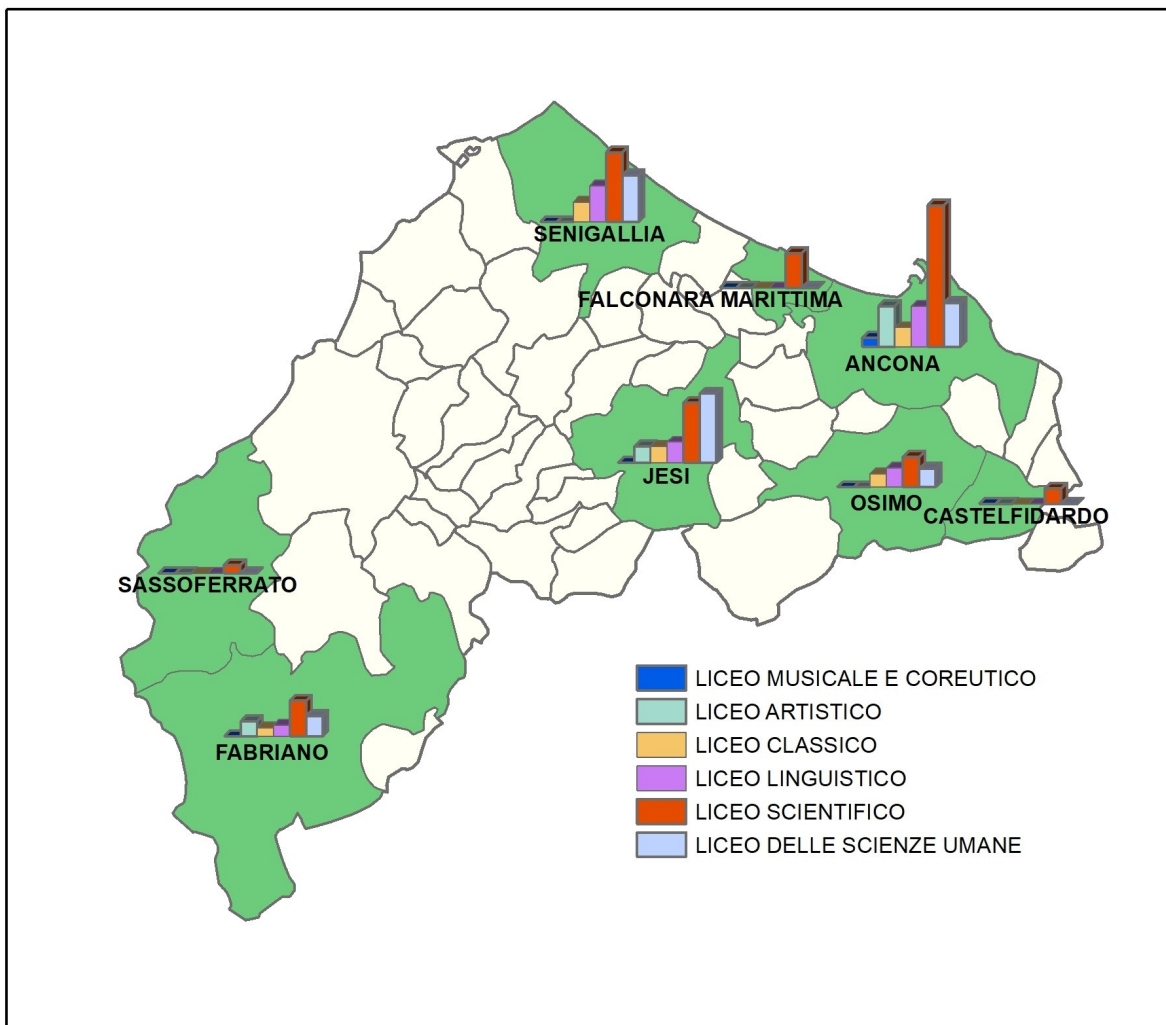 SENIGALLIA
FALCONARA MARITTIMA
ANCONA
JESI
OSIMO
CASTELFIDARDO
SASSOFERRATO
FABRIANO
LICEO MUSICALE E COREUTICO
LICEO ARTISTICO
LICEO CLASSICO
LICEO LINGUISTICO
LICEO SCIENTIFICO
LICEO DELLE SCIENZE UMANE